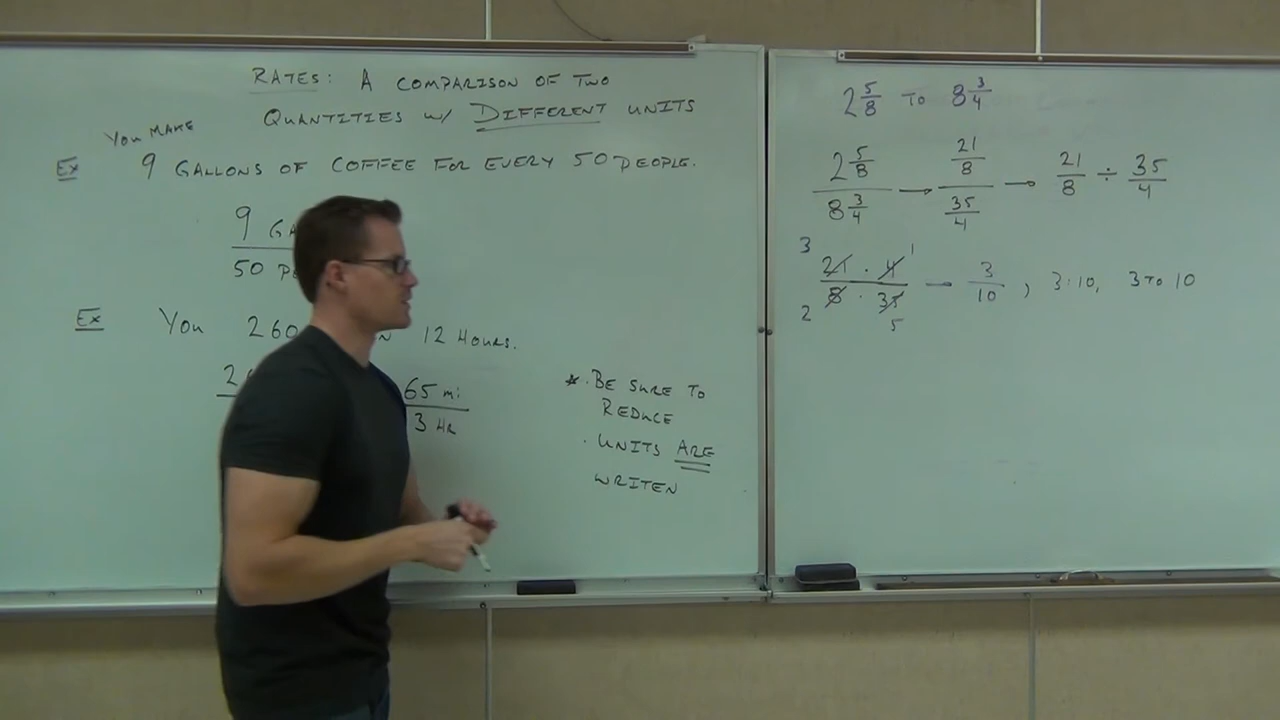 RATES: A COMPARISON OF TWO
QUANTITIES W/ DIFFERENT UNITS
YOU MAKE
Ex 9 GALLONS OF COFFEE FOR EVERY 50 PEOPLE.
9 GA
50 PE
Ex YOU 260 12 HOURS.
2 65 mi
3 HR
* · BE SURE TO
REDUCE
· UNITS ARE
WRITEN
2 5/8 TO 8 3/4
2 5/8 / 8 3/4 → 21/8 / 35/4 → 21/8 ÷ 35/4
3 1
21 · 4 / 8 · 35 — 3/10 , 3:10, 3 TO 10
2 5